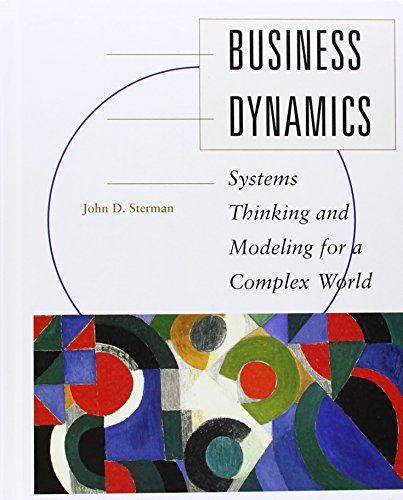 BUSINESS
DYNAMICS
Systems
Thinking and
Modeling for a
Complex World
John D. Sterman